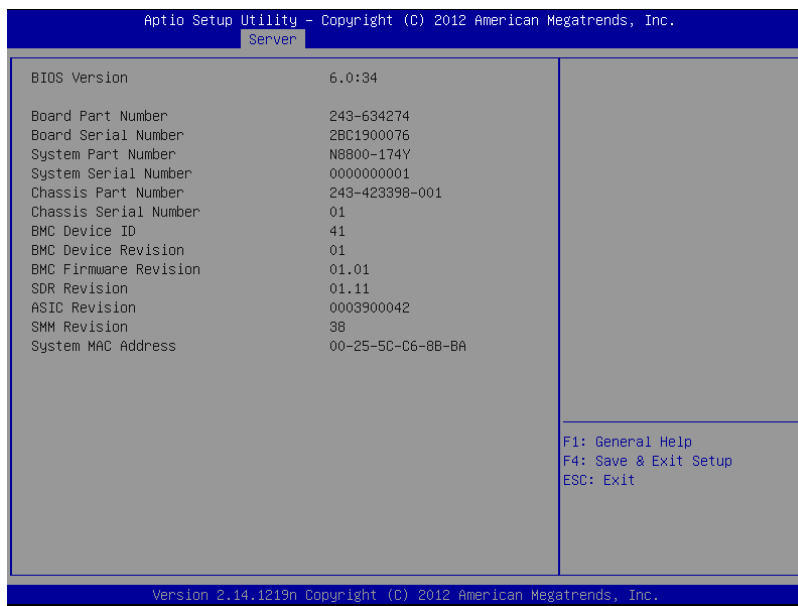 Aptio Setup Utility – Copyright (C) 2012 American Megatrends, Inc.
Server
BIOS Version 6.0:34
Board Part Number 243-634274
Board Serial Number 2BC1900076
System Part Number N8800-174Y
System Serial Number 0000000001
Chassis Part Number 243-423398-001
Chassis Serial Number 01
BMC Device ID 41
BMC Device Revision 01
BMC Firmware Revision 01.01
SDR Revision 01.11
ASIC Revision 0003900042
SMM Revision 38
System MAC Address 00-25-5C-C6-8B-BA
F1: General Help
F4: Save & Exit Setup
ESC: Exit
Version 2.14.1219n Copyright (C) 2012 American Megatrends, Inc.